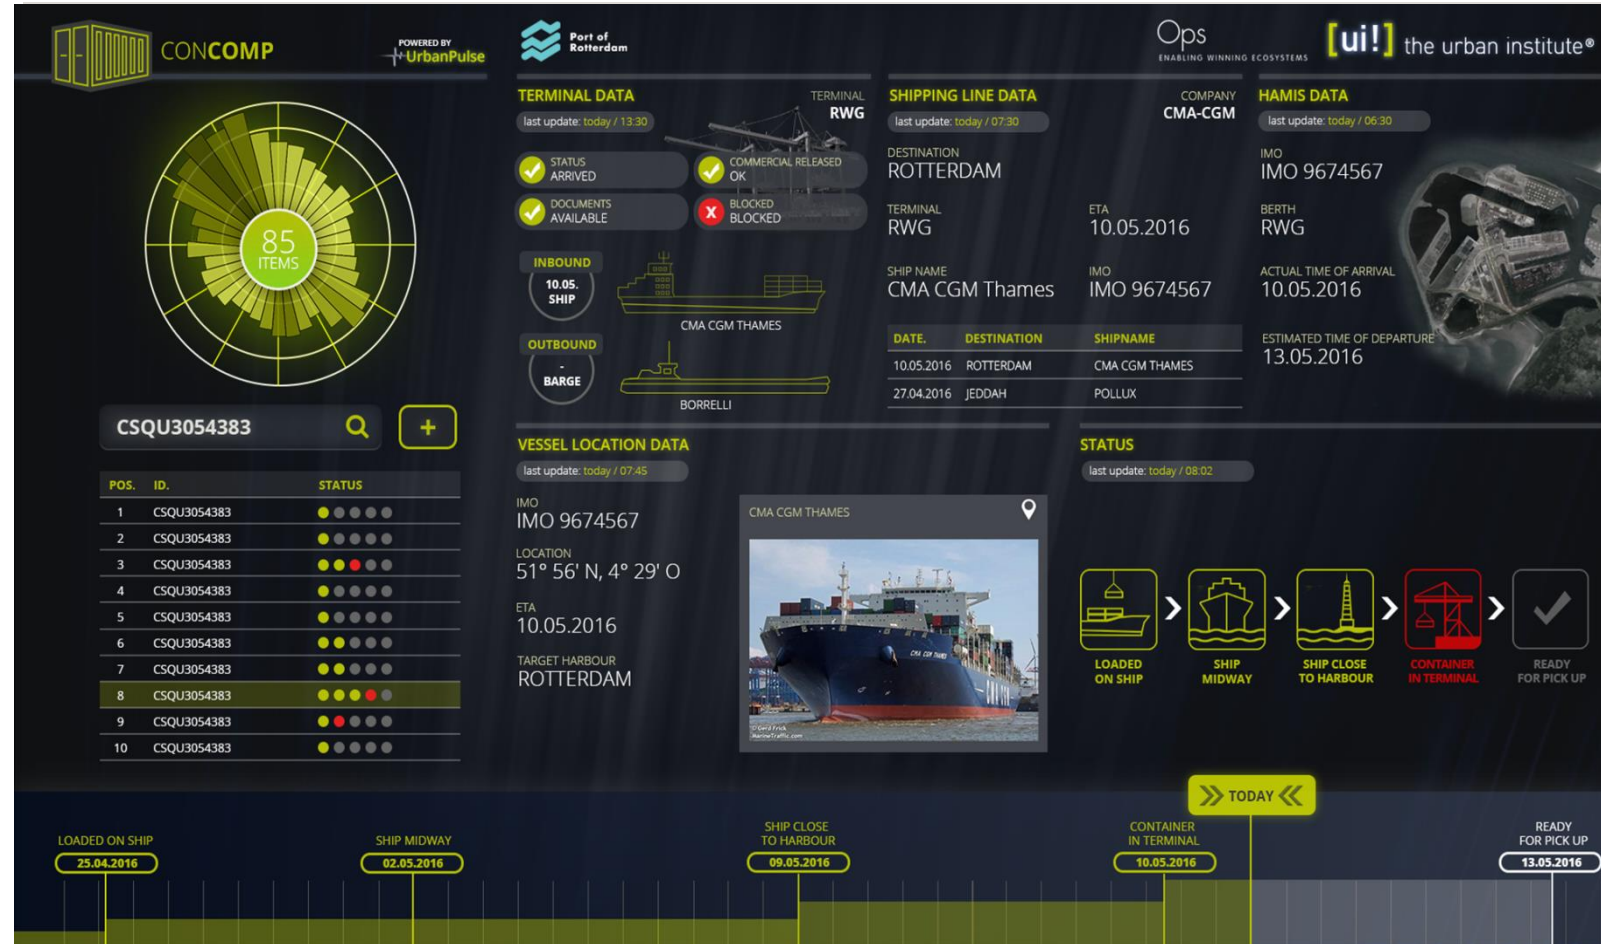 CONCOMP
POWERED BY
UrbanPulse
Port of
Rotterdam
Ops
ENABLING WINNING ECOSYSTEMS
[ui!] the urban institute®
85
ITEMS
CSQU3054383
+
POS. ID. STATUS
1 CSQU3054383
2 CSQU3054383
3 CSQU3054383
4 CSQU3054383
5 CSQU3054383
6 CSQU3054383
7 CSQU3054383
8 CSQU3054383
9 CSQU3054383
10 CSQU3054383
TERMINAL DATA
last update: today / 13:30
TERMINAL
RWG
STATUS
ARRIVED
COMMERCIAL RELEASED
OK
DOCUMENTS
AVAILABLE
X
BLOCKED
BLOCKED
INBOUND
10.05.
SHIP
CMA CGM THAMES
OUTBOUND
-
BARGE
BORRELLI
SHIPPING LINE DATA
last update: today / 07:30
COMPANY
CMA-CGM
DESTINATION
ROTTERDAM
TERMINAL
RWG
ETA
10.05.2016
SHIP NAME
CMA CGM Thames
IMO
IMO 9674567
DATE. DESTINATION SHIPNAME
10.05.2016 ROTTERDAM CMA CGM THAMES
27.04.2016 JEDDAH POLLUX
HAMIS DATA
last update: today / 06:30
IMO
IMO 9674567
BERTH
RWG
ACTUAL TIME OF ARRIVAL
10.05.2016
ESTIMATED TIME OF DEPARTURE
13.05.2016
VESSEL LOCATION DATA
last update: today / 07:45
IMO
IMO 9674567
LOCATION
51° 56' N, 4° 29' O
ETA
10.05.2016
TARGET HARBOUR
ROTTERDAM
CMA CGM THAMES
CMA CGM THAMES
© Gerd Frick
MarineTraffic.com
STATUS
last update: today / 08:02
LOADED
ON SHIP
SHIP
MIDWAY
SHIP CLOSE
TO HARBOUR
CONTAINER
IN TERMINAL
READY
FOR PICK UP
TODAY
LOADED ON SHIP
25.04.2016
SHIP MIDWAY
02.05.2016
SHIP CLOSE
TO HARBOUR
09.05.2016
CONTAINER
IN TERMINAL
10.05.2016
READY
FOR PICK UP
13.05.2016